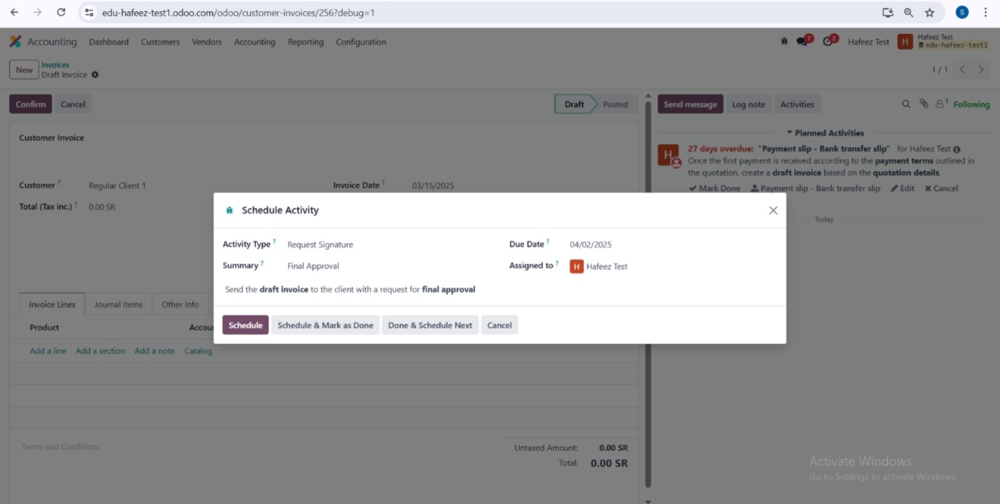 edu-hafeez-test1.odoo.com/odoo/customer-invoices/256?debug=1
S
Accounting Dashboard Customers Vendors Accounting Reporting Configuration
7 2 Hafeez Test H Hafeez Test
edu-hafeez-test1
New Invoices
Draft Invoice
1 / 1
Confirm Cancel Draft Posted
Send message Log note Activities 1 Following
Customer Invoice
Planned Activities
H 27 days overdue: "Payment slip - Bank transfer slip" for Hafeez Test
Once the first payment is received according to the payment terms outlined in
the quotation, create a draft invoice based on the quotation details.
Mark Done Payment slip - Bank transfer slip Edit Cancel
Today
Customer ? Regular Client 1 Invoice Date ? 03/15/2025
Total (Tax inc.) ? 0.00 SR
Schedule Activity
Activity Type ? Request Signature Due Date ? 04/02/2025
Summary ? Final Approval Assigned to ? H Hafeez Test
Send the draft invoice to the client with a request for final approval
Schedule Schedule & Mark as Done Done & Schedule Next Cancel
Invoice Lines Journal Items Other Info
Product Accou
Add a line Add a section Add a note Catalog
Terms and Conditions
Untaxed Amount: 0.00 SR
Total: 0.00 SR
Activate Windows
Go to Settings to activate Windows.